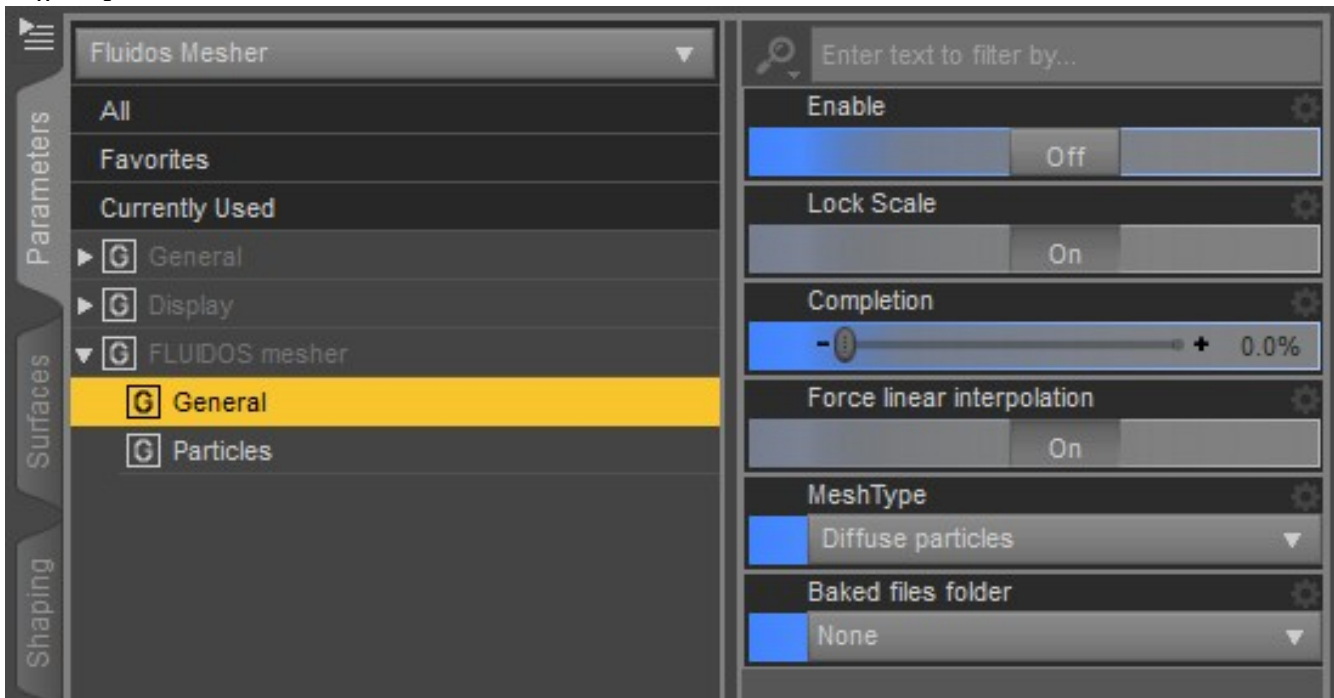 Parameters
Surfaces
Shaping
Fluidos Mesher
All
Favorites
Currently Used
G General
G Display
G FLUIDOS mesher
G General
G Particles
Enter text to filter by...
Enable
Off
Lock Scale
On
Completion
- + 0.0%
Force linear interpolation
On
MeshType
Diffuse particles
Baked files folder
None